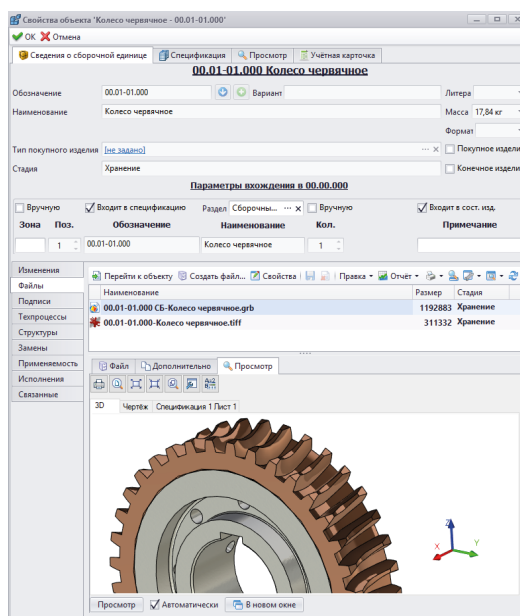 Свойства объекта 'Колесо червячное - 00.01-01.000'
ОК Отмена
Сведения о сборочной единице Спецификация Просмотр Учётная карточка
00.01-01.000 Колесо червячное
Обозначение 00.01-01.000 Вариант Литера
Наименование Колесо червячное Масса 17,84 кг
Формат
Тип покупного изделия [не задано] ... Покупное изделие
Стадия Хранение Конечное изделие
Параметры вхождения в 00.00.000
Вручную Входит в спецификацию Раздел Сборочны... ... Вручную Входит в сост. изд.
Зона Поз. Обозначение Наименование Кол. Примечание
1 00.01-01.000 Колесо червячное 1
Изменения
Файлы
Подписи
Техпроцессы
Структуры
Замены
Применяемость
Исполнения
Связанные
Перейти к объекту Создать файл... Свойства Правка Отчёт
Наименование Размер Стадия
00.01-01.000 СБ-Колесо червячное.grb 1192883 Хранение
00.01-01.000-Колесо червячное.tiff 311332 Хранение
Файл Дополнительно Просмотр
3D Чертёж Спецификация 1 Лист 1
Z
X
Y
Просмотр Автоматически В новом окне